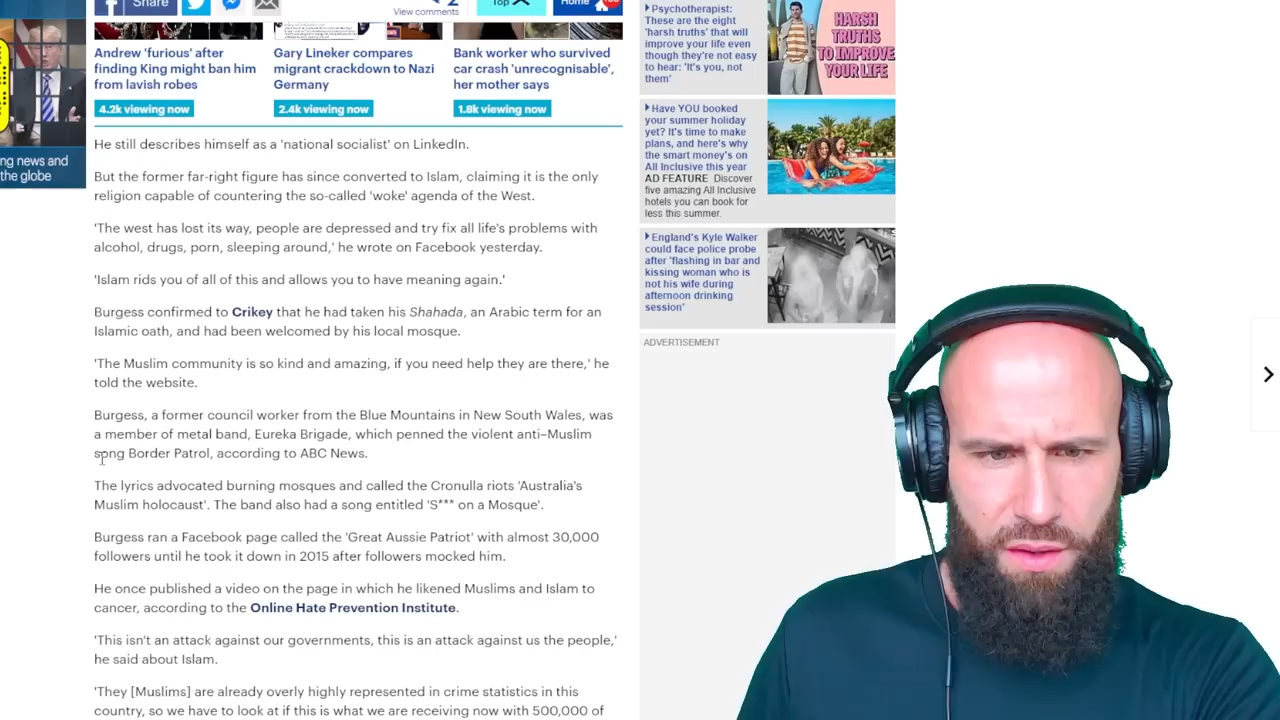 Share
View comments
2
Top
Home
ng news and
the globe
Andrew 'furious' after
finding King might ban him
from lavish robes
4.2k viewing now
Gary Lineker compares
migrant crackdown to Nazi
Germany
2.4k viewing now
Bank worker who survived
car crash 'unrecognisable',
her mother says
1.8k viewing now
He still describes himself as a 'national socialist' on LinkedIn.
But the former far-right figure has since converted to Islam, claiming it is the only
religion capable of countering the so-called 'woke' agenda of the West.
'The west has lost its way, people are depressed and try fix all life's problems with
alcohol, drugs, porn, sleeping around,' he wrote on Facebook yesterday.
'Islam rids you of all of this and allows you to have meaning again.'
Burgess confirmed to Crikey that he had taken his Shahada, an Arabic term for an
Islamic oath, and had been welcomed by his local mosque.
'The Muslim community is so kind and amazing, if you need help they are there,' he
told the website.
Burgess, a former council worker from the Blue Mountains in New South Wales, was
a member of metal band, Eureka Brigade, which penned the violent anti–Muslim
song Border Patrol, according to ABC News.
The lyrics advocated burning mosques and called the Cronulla riots 'Australia's
Muslim holocaust'. The band also had a song entitled 'S*** on a Mosque'.
Burgess ran a Facebook page called the 'Great Aussie Patriot' with almost 30,000
followers until he took it down in 2015 after followers mocked him.
He once published a video on the page in which he likened Muslims and Islam to
cancer, according to the Online Hate Prevention Institute.
'This isn't an attack against our governments, this is an attack against us the people,'
he said about Islam.
'They [Muslims] are already overly highly represented in crime statistics in this
country, so we have to look at if this is what we are receiving now with 500,000 of
Psychotherapist:
These are the eight
'harsh truths' that will
improve your life even
though they're not easy
to hear: 'It's you, not
them'
HARSH
TRUTHS
TO IMPROVE
YOUR LIFE
Have YOU booked
your summer holiday
yet? It's time to make
plans, and here's why
the smart money's on
All Inclusive this year
AD FEATURE Discover
five amazing All Inclusive
hotels you can book for
less this summer.
England's Kyle Walker
could face police probe
after 'flashing in bar and
kissing woman who is
not his wife during
afternoon drinking
session'
ADVERTISEMENT